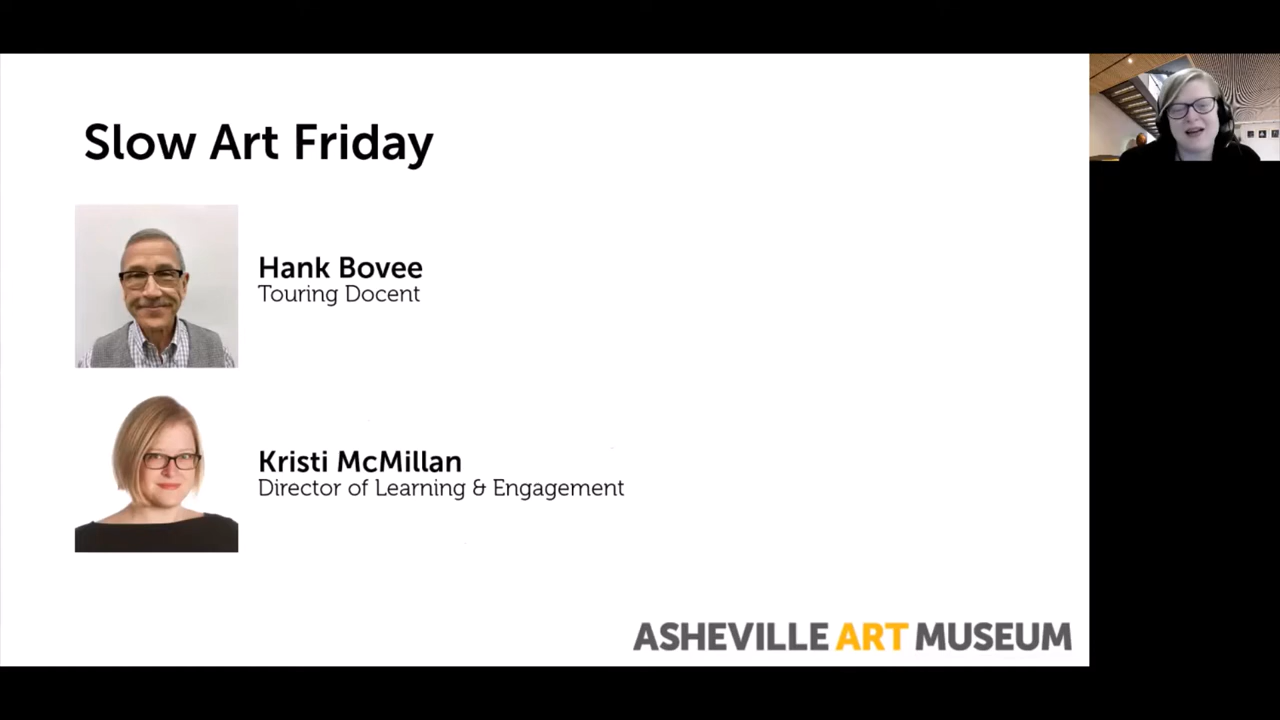 Slow Art Friday
Hank Bovee
Touring Docent
Kristi McMillan
Director of Learning & Engagement
ASHEVILLE ART MUSEUM